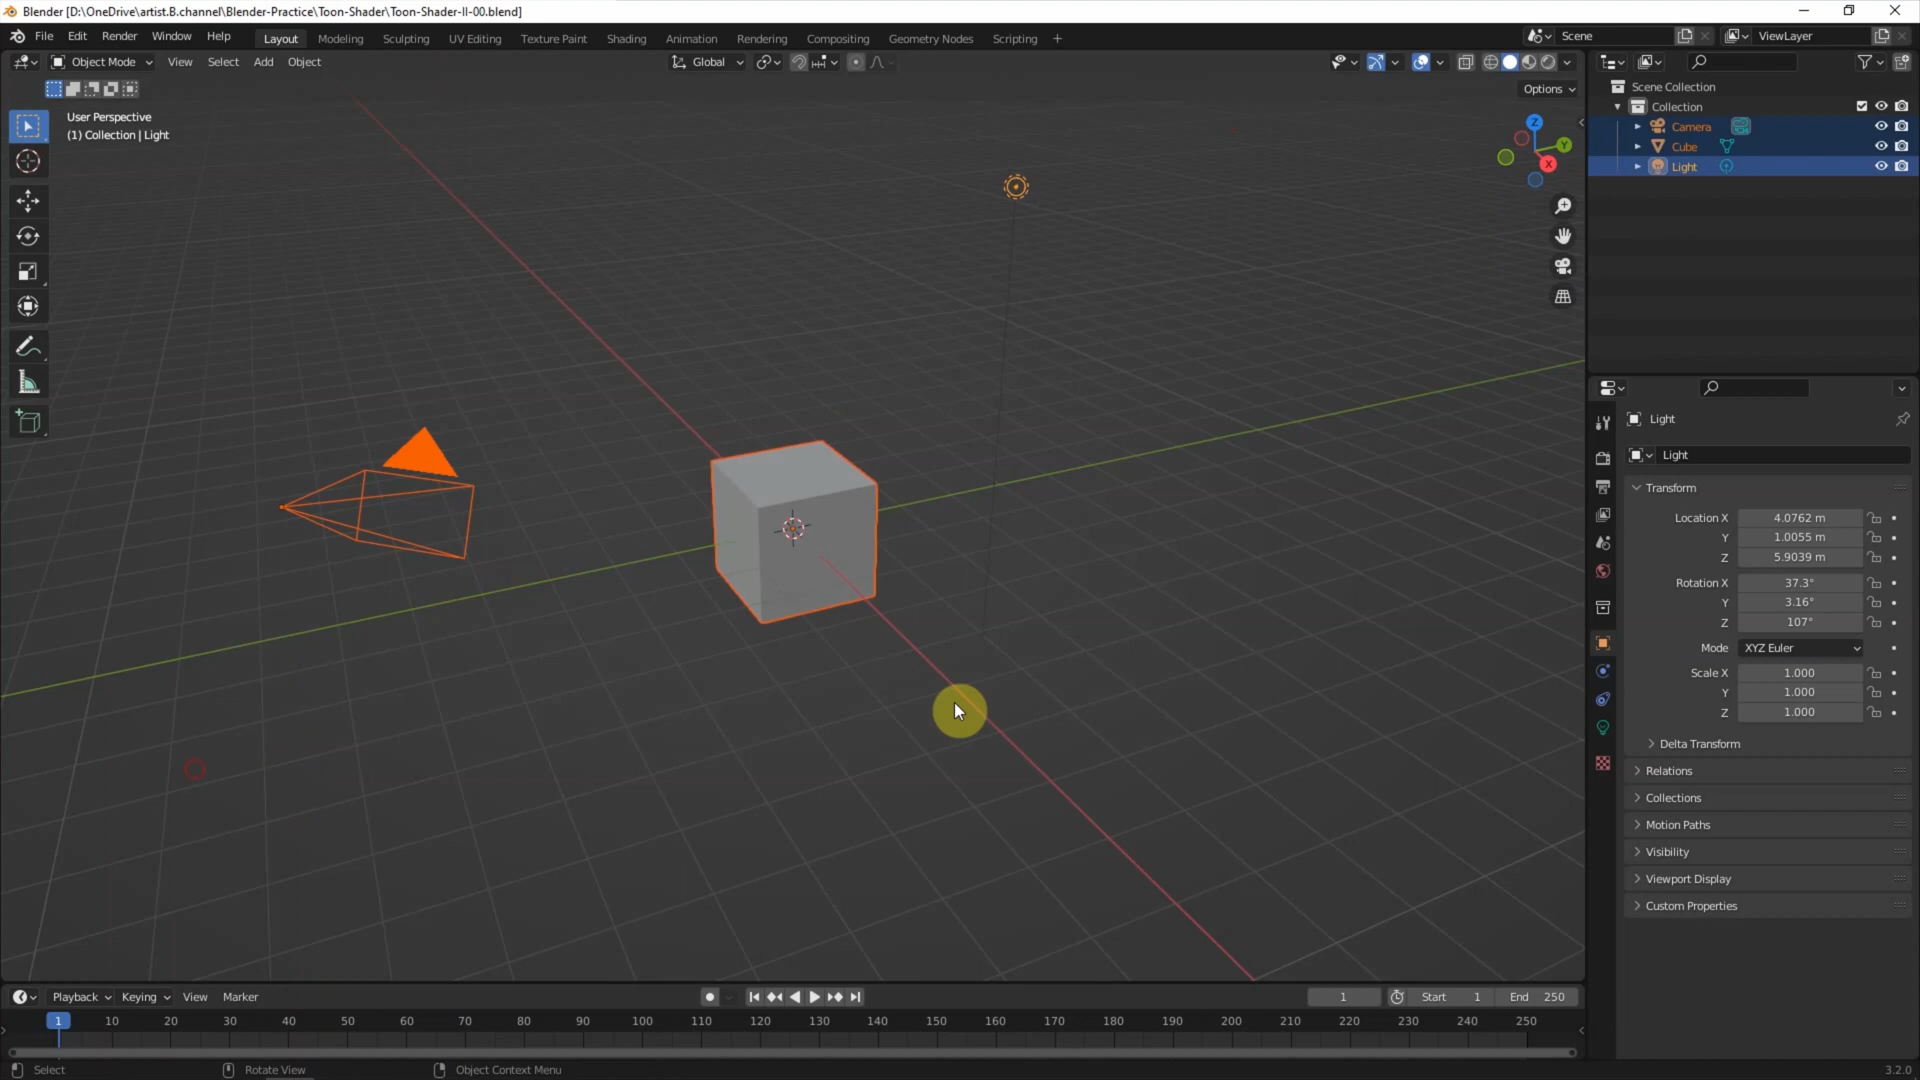 Blender [D:\OneDrive\artist.B.channel\Blender-Practice\Toon-Shader\Toon-Shader-II-00.blend]
File Edit Render Window Help Layout Modeling Sculpting UV Editing Texture Paint Shading Animation Rendering Compositing Geometry Nodes Scripting + Scene ViewLayer
Object Mode View Select Add Object Global
Options
User Perspective
(1) Collection | Light
Z
Y
X
Scene Collection
Collection
Camera
Cube
Light
Light
Light
Transform
Location X 4.0762 m
Y 1.0055 m
Z 5.9039 m
Rotation X 37.3°
Y 3.16°
Z 107°
Mode XYZ Euler
Scale X 1.000
Y 1.000
Z 1.000
Delta Transform
Relations
Collections
Motion Paths
Visibility
Viewport Display
Custom Properties
Playback Keying View Marker 1 Start 1 End 250
1 10 20 30 40 50 60 70 80 90 100 110 120 130 140 150 160 170 180 190 200 210 220 230 240 250
Select Rotate View Object Context Menu 3.2.0